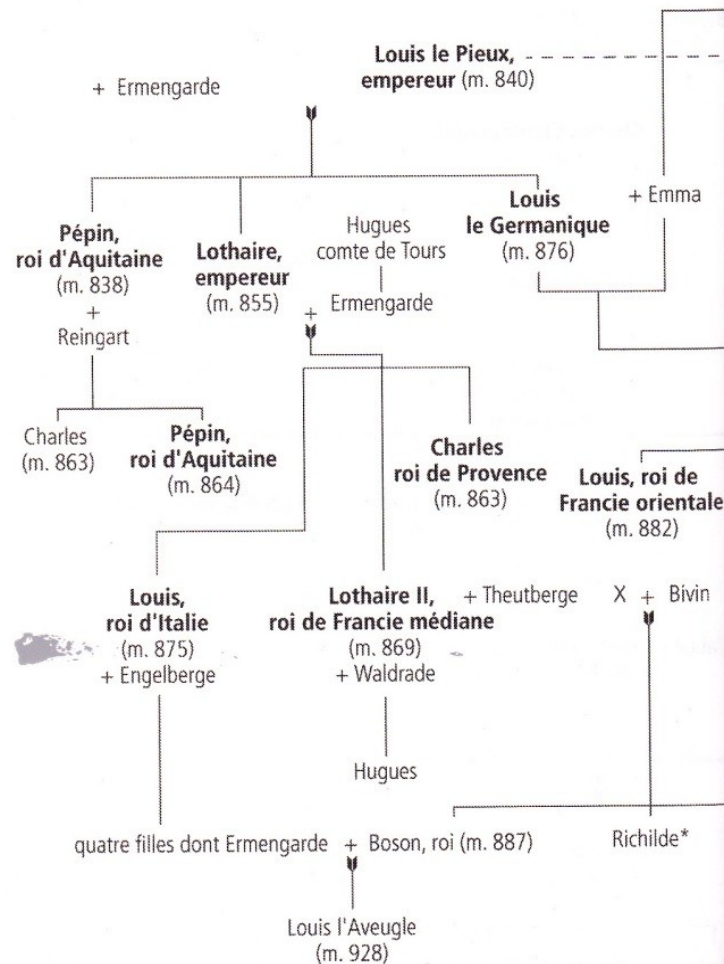 Louis le Pieux,
empereur (m. 840)
+ Ermengarde
Pépin,
roi d'Aquitaine
(m. 838)
+
Reingart
Lothaire,
empereur
(m. 855)
+
Hugues
comte de Tours
Ermengarde
Louis
le Germanique
(m. 876)
+ Emma
Charles
(m. 863)
Pépin,
roi d'Aquitaine
(m. 864)
Charles
roi de Provence
(m. 863)
Louis, roi de
Francie orientale
(m. 882)
Louis,
roi d'Italie
(m. 875)
+ Engelberge
Lothaire II,
roi de Francie médiane
(m. 869)
+ Waldrade
+ Theutberge
X + Bivin
Hugues
quatre filles dont Ermengarde + Boson, roi (m. 887)
Richilde*
Louis l'Aveugle
(m. 928)